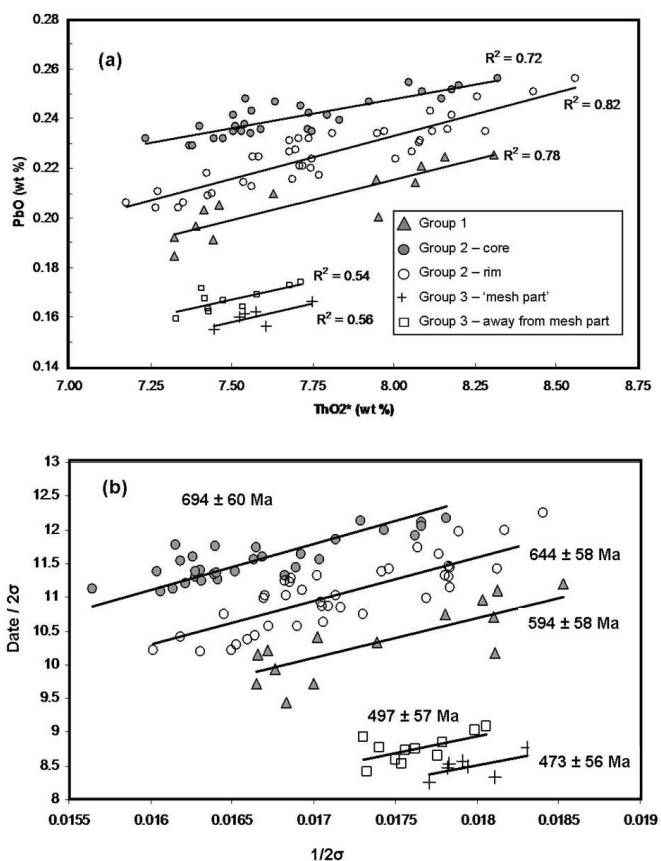 (a)
PbO (wt %)
0.28
0.26
0.24
0.22
0.20
0.18
0.16
0.14
R² = 0.72
R² = 0.82
R² = 0.78
R² = 0.54
R² = 0.56
Group 1
Group 2 – core
Group 2 – rim
Group 3 – ‘mesh part’
Group 3 – away from mesh part
7.00 7.25 7.50 7.75 8.00 8.25 8.50 8.75
ThO2* (wt %)
(b)
Date / 2σ
13
12.5
12
11.5
11
10.5
10
9.5
9
8.5
8
694 ± 60 Ma
644 ± 58 Ma
594 ± 58 Ma
497 ± 57 Ma
473 ± 56 Ma
0.0155 0.016 0.0165 0.017 0.0175 0.018 0.0185 0.019
1/2σ